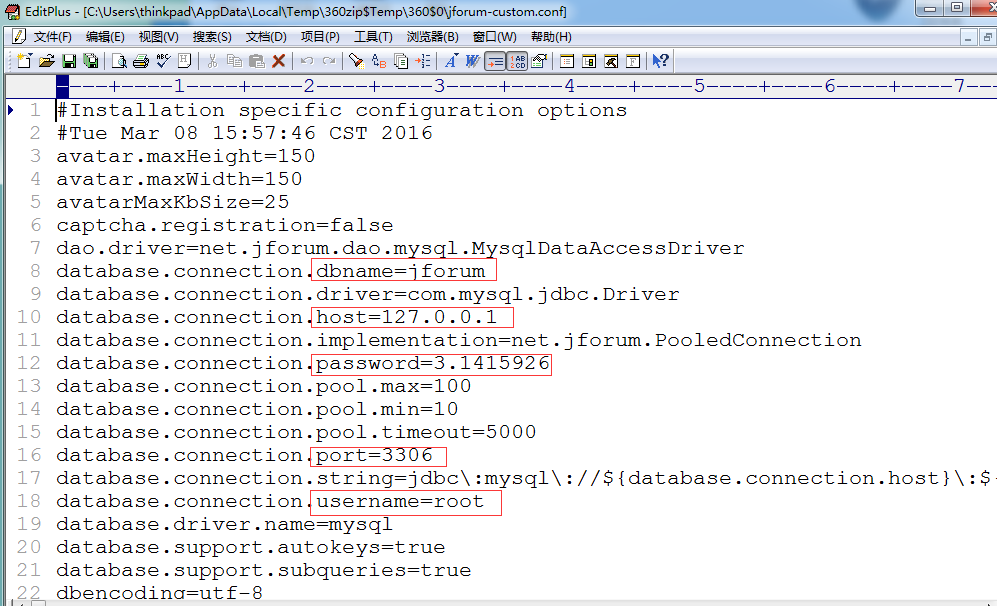 EditPlus - [C:\Users\thinkpad\AppData\Local\Temp\360zip$Temp\360$0\jforum-custom.conf]
文件(F) 编辑(E) 视图(V) 搜索(S) 文档(D) 项目(P) 工具(T) 浏览器(B) 窗口(W) 帮助(H)
----+----1----+----2----+----3----+----4----+----5----+----6----+----7--
1 #Installation specific configuration options
2 #Tue Mar 08 15:57:46 CST 2016
3 avatar.maxHeight=150
4 avatar.maxWidth=150
5 avatarMaxKbSize=25
6 captcha.registration=false
7 dao.driver=net.jforum.dao.mysql.MysqlDataAccessDriver
8 database.connection.dbname=jforum
9 database.connection.driver=com.mysql.jdbc.Driver
10 database.connection.host=127.0.0.1
11 database.connection.implementation=net.jforum.PooledConnection
12 database.connection.password=3.1415926
13 database.connection.pool.max=100
14 database.connection.pool.min=10
15 database.connection.pool.timeout=5000
16 database.connection.port=3306
17 database.connection.string=jdbc\:mysql\://${database.connection.host}\:${
18 database.connection.username=root
19 database.driver.name=mysql
20 database.support.autokeys=true
21 database.support.subqueries=true
22 dbencoding=utf-8